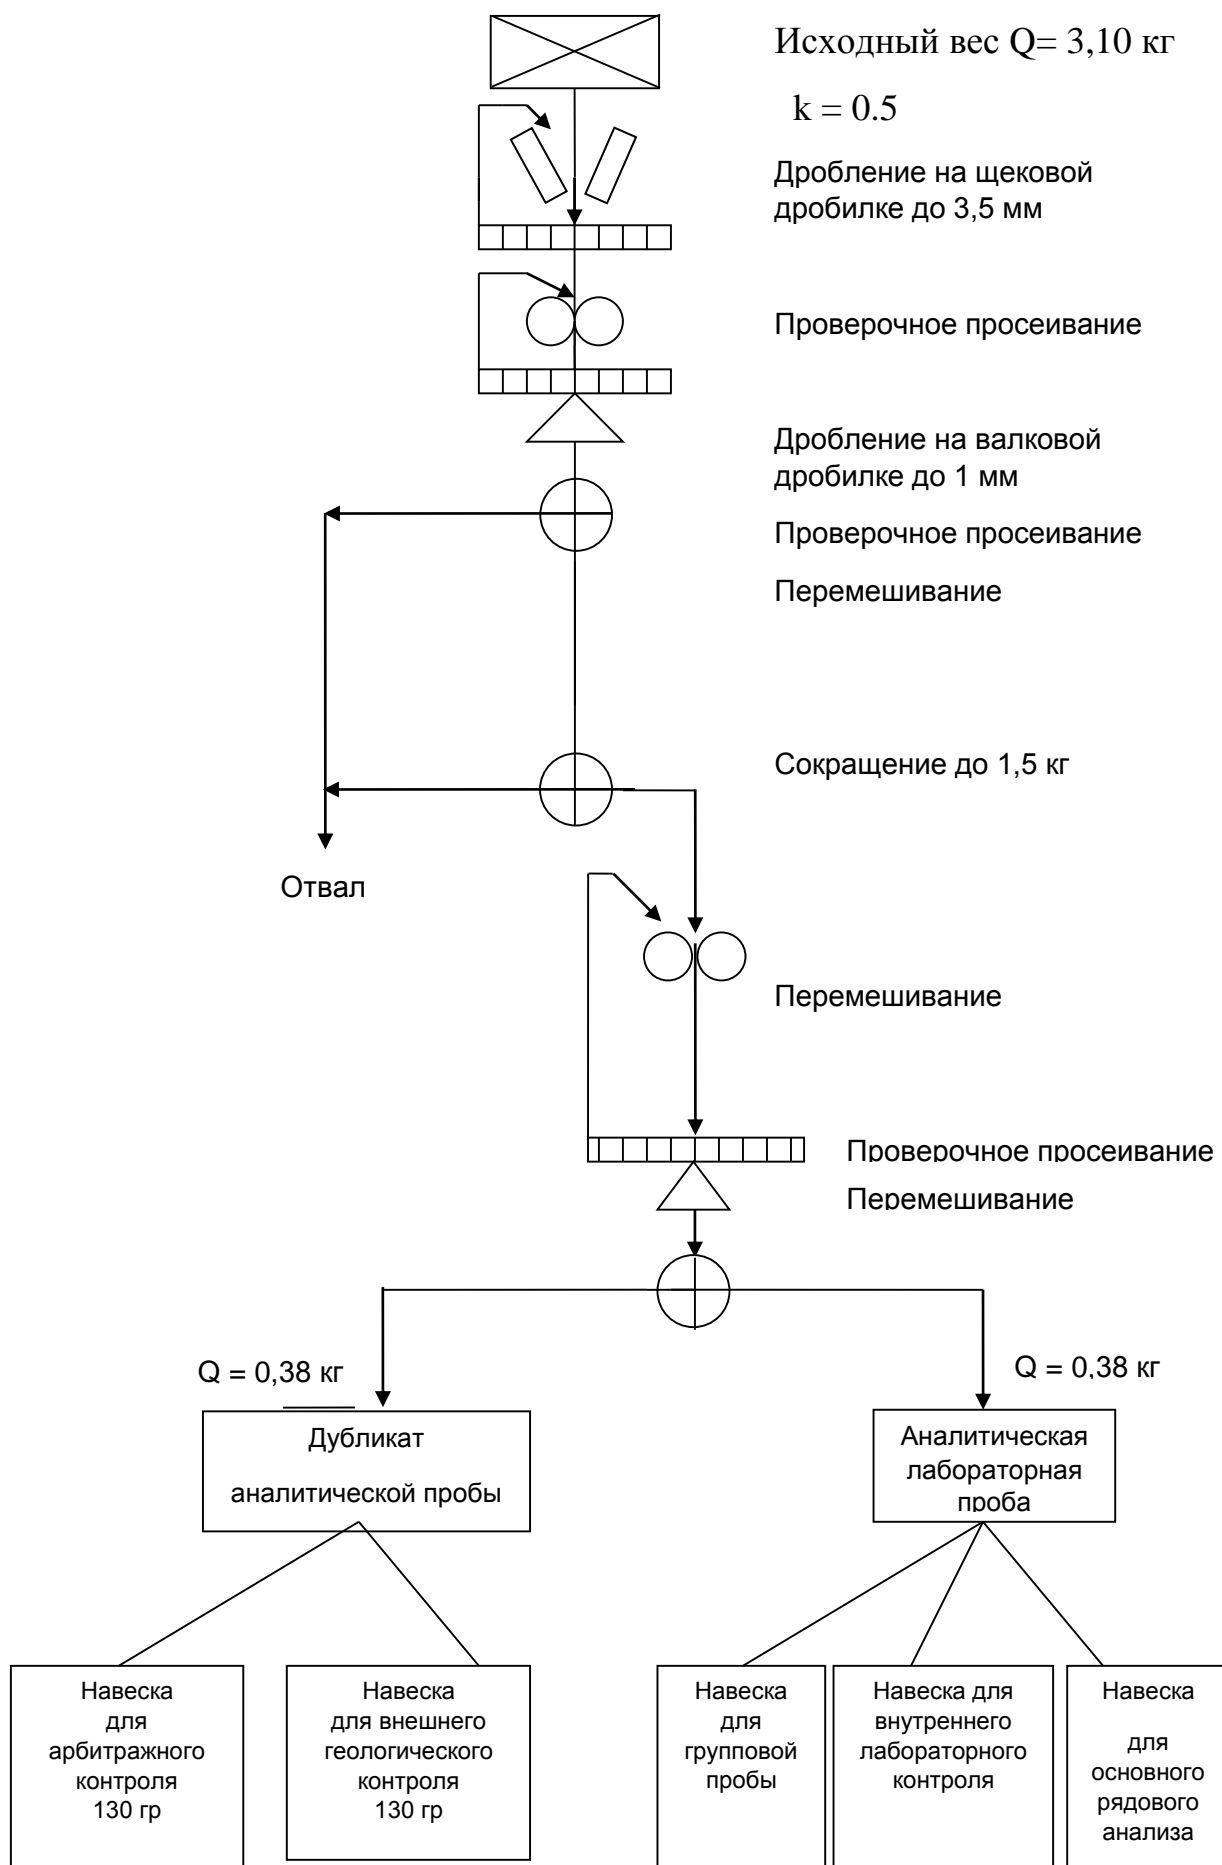 Исходный вес Q= 3,10 кг
k = 0.5
Дробление на щековой
дробилке до 3,5 мм
Проверочное просеивание
Дробление на валковой
дробилке до 1 мм
Проверочное просеивание
Перемешивание
Сокращение до 1,5 кг
Отвал
Перемешивание
Проверочное просеивание
Перемешивание
Q = 0,38 кг
Q = 0,38 кг
Дубликат
аналитической пробы
Аналитическая
лабораторная
проба
Навеска
для
арбитражного
контроля
130 гр
Навеска
для внешнего
геологического
контроля
130 гр
Навеска
для
групповой
пробы
Навеска для
внутреннего
лабораторного
контроля
Навеска
для
основного
рядового
анализа